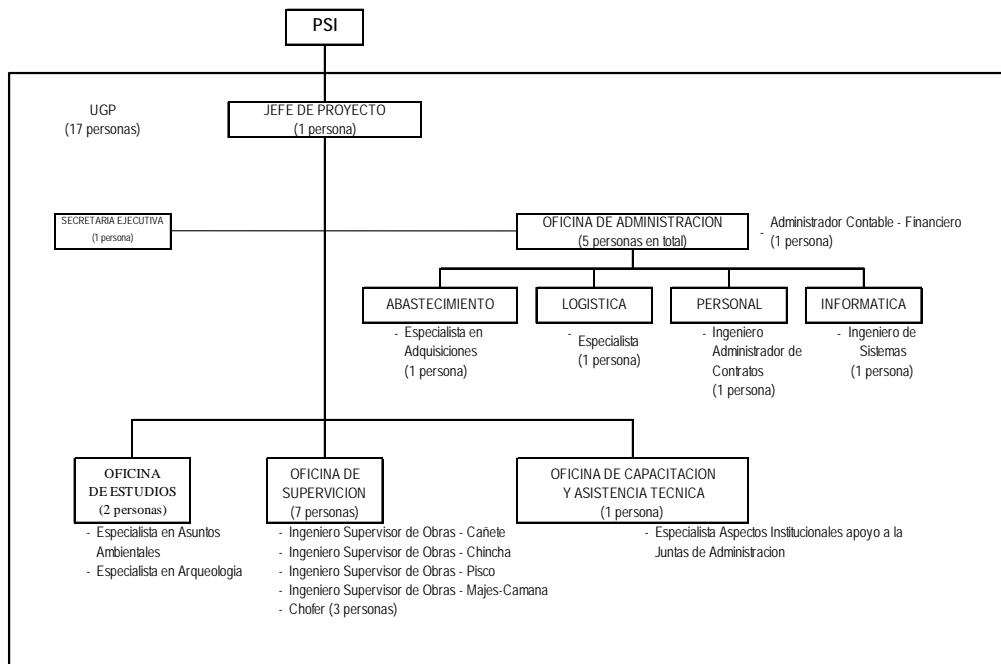 PSI
UGP
(17 personas)
JEFE DE PROYECTO
(1 persona)
SECRETARIA EJECUTIVA
(1 persona)
OFICINA DE ADMINISTRACION
(5 personas en total)
- Administrador Contable - Financiero
(1 persona)
ABASTECIMIENTO
- Especialista en
Adquisiciones
(1 persona)
LOGISTICA
- Especialista
(1 persona)
PERSONAL
- Ingeniero
Administrador de
Contratos
(1 persona)
INFORMATICA
- Ingeniero de
Sistemas
(1 persona)
OFICINA
DE ESTUDIOS
(2 personas)
- Especialista en Asuntos
Ambientales
- Especialista en Arqueologia
OFICINA DE
SUPERVICION
(7 personas)
- Ingeniero Supervisor de Obras - Cañete
- Ingeniero Supervisor de Obras - Chincha
- Ingeniero Supervisor de Obras - Pisco
- Ingeniero Supervisor de Obras - Majes-Camana
- Chofer (3 personas)
OFICINA DE CAPACITACION
Y ASISTENCIA TECNICA
(1 persona)
- Especialista Aspectos Institucionales apoyo a la
Juntas de Administracion